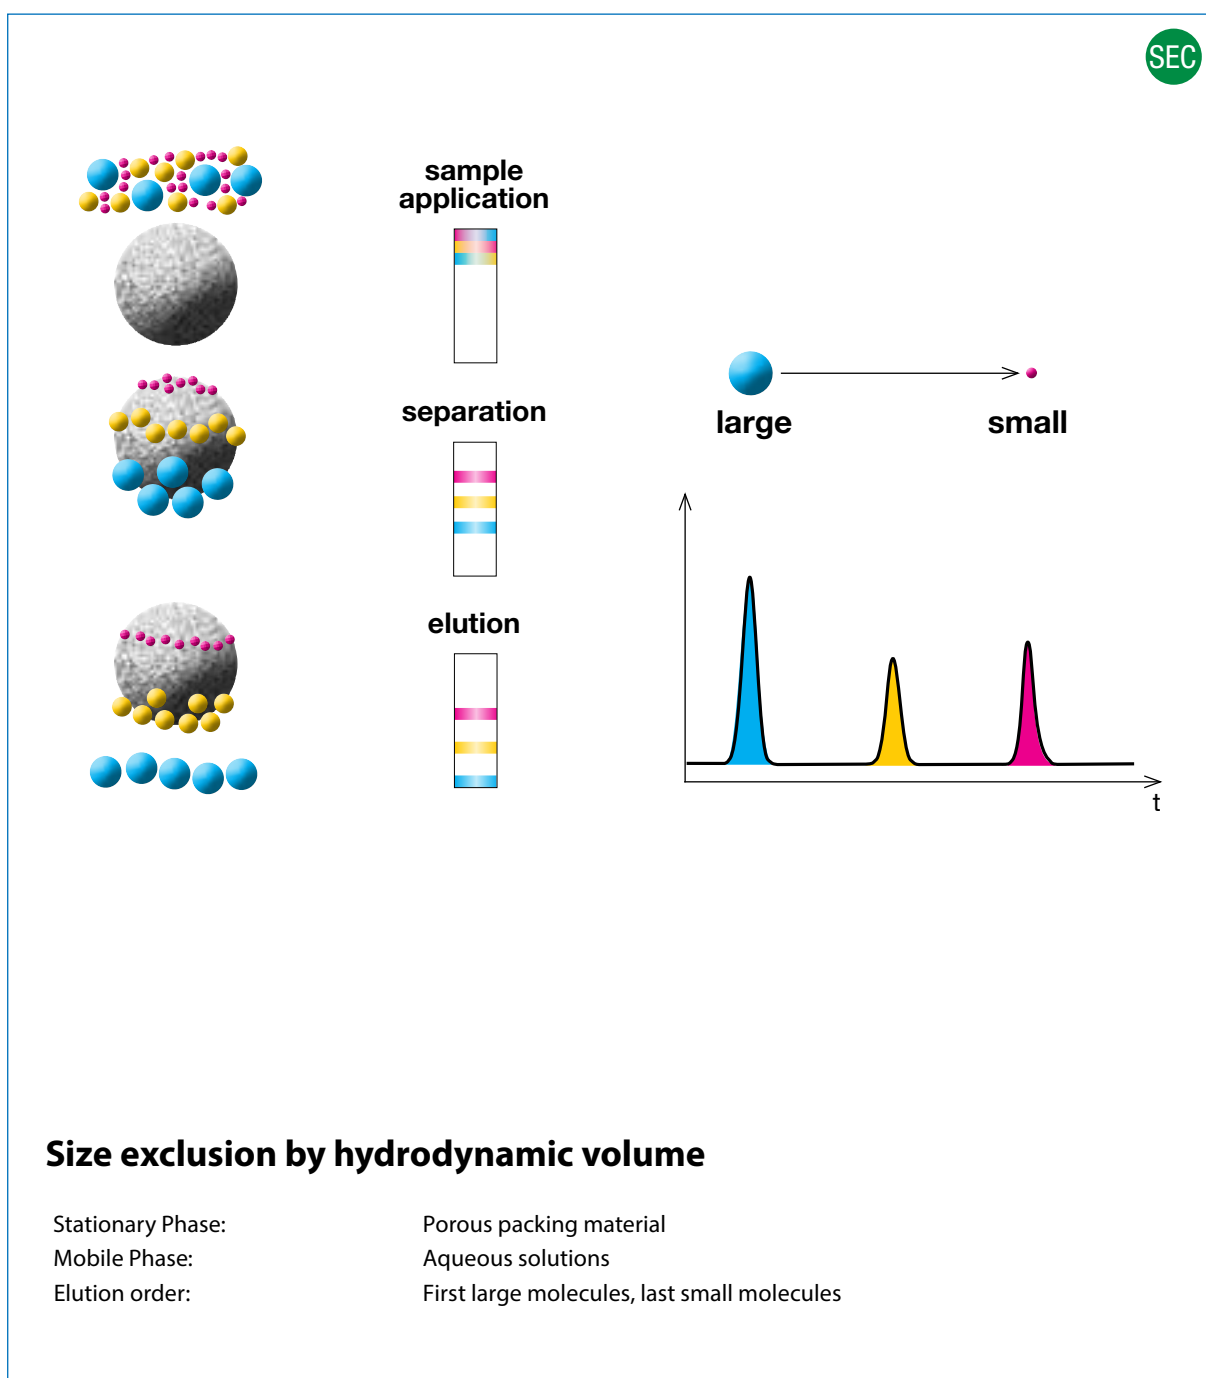 SEC
sample
application
separation
elution
large
small
t
Size exclusion by hydrodynamic volume
Stationary Phase: Porous packing material
Mobile Phase: Aqueous solutions
Elution order: First large molecules, last small molecules